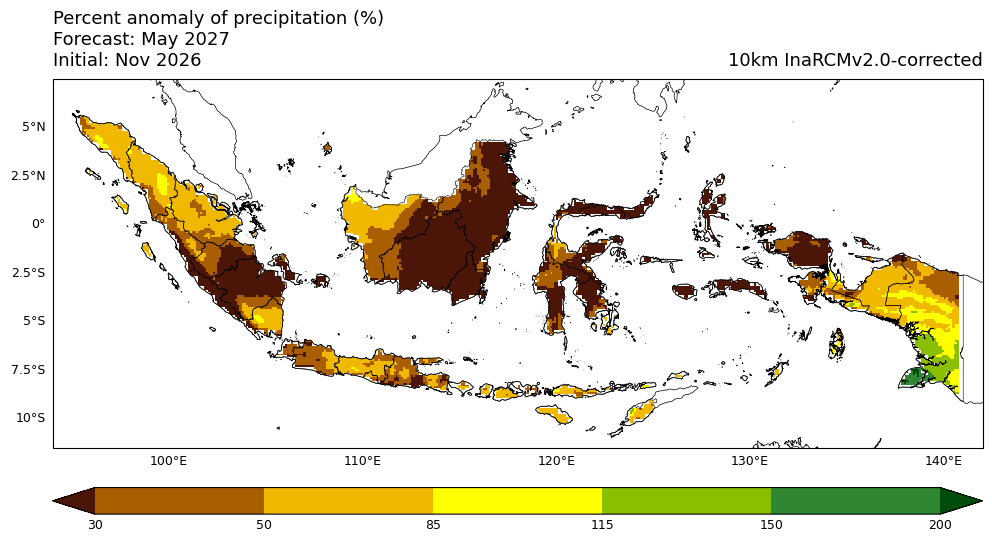 Percent anomaly of precipitation (%)
Forecast: May 2027
Initial: Nov 2026
10km InaRCMv2.0-corrected
5°N
2.5°N
0°
2.5°S
5°S
7.5°S
10°S
100°E 110°E 120°E 130°E 140°E
30 50 85 115 150 200